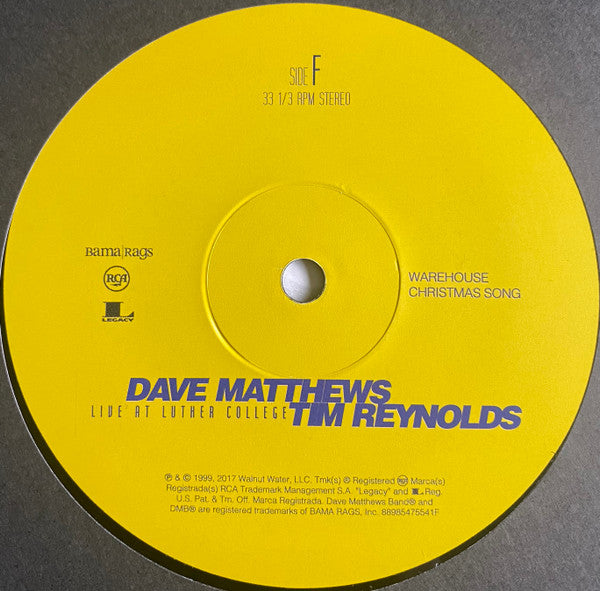 SIDE F
33 1/3 RPM STEREO
BAMA|RAGS
RCA
L
LEGACY
WAREHOUSE
CHRISTMAS SONG
DAVE MATTHEWS
LIVE AT LUTHER COLLEGE TIM REYNOLDS
℗ & © 1999, 2017 Walnut Water, LLC. Tmk(s) ® Registered RCA Marca(s)
Registrada(s) RCA Trademark Management S.A. "Legacy" and L Reg.
U.S. Pat. & Tm. Off. Marca Registrada. Dave Matthews Band® and
DMB® are registered trademarks of BAMA RAGS, Inc. 88985475541F